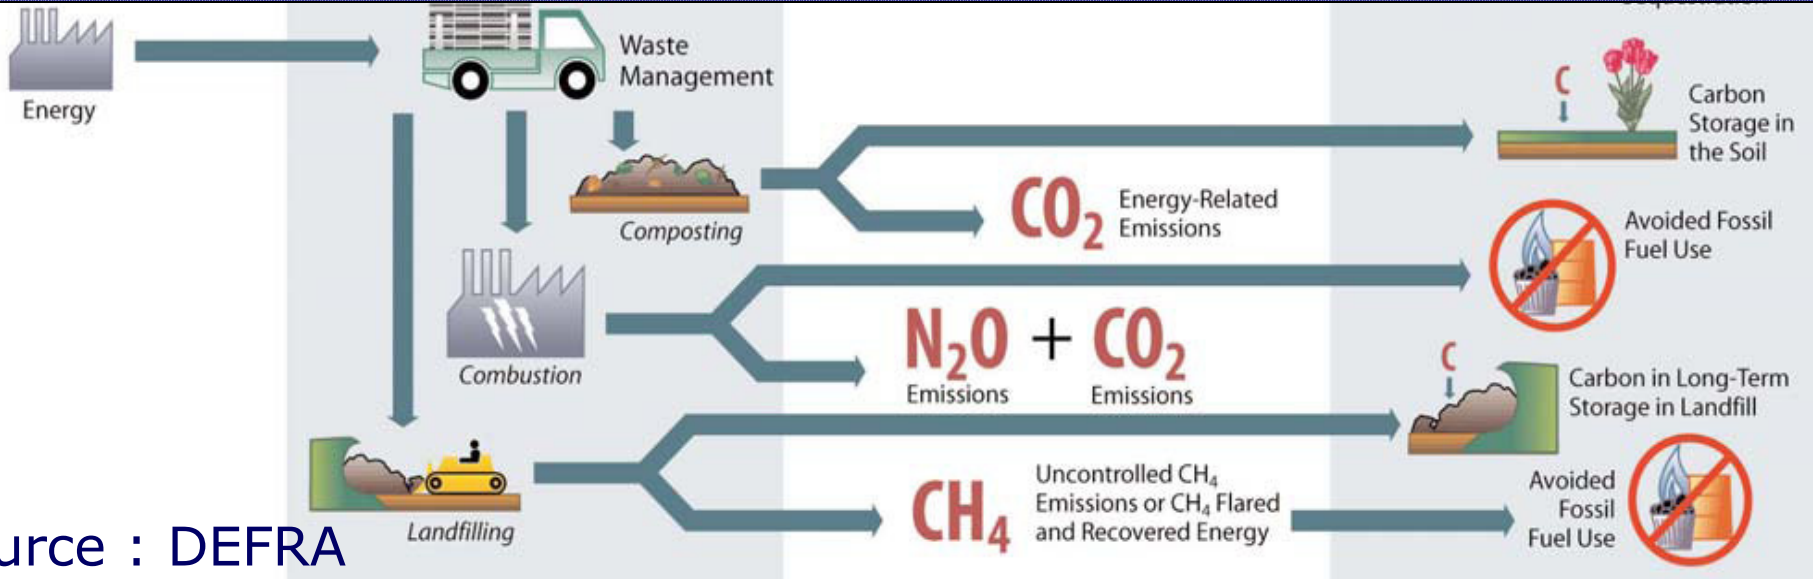 Energy
Waste
Management
C
Carbon
Storage in
the Soil
Composting
CO₂
Energy-Related
Emissions
Avoided Fossil
Fuel Use
Combustion
N₂O + CO₂
Emissions
Emissions
C
Carbon in Long-Term
Storage in Landfill
Landfilling
CH₄
Uncontrolled CH₄
Emissions or CH₄ Flared
and Recovered Energy
Avoided
Fossil
Fuel Use
: DEFRA